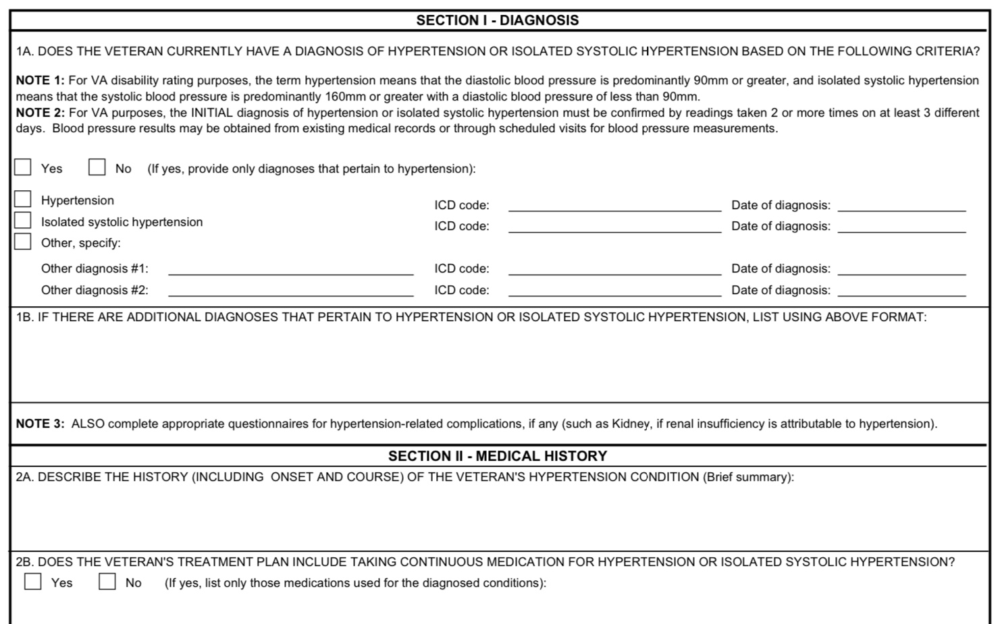 SECTION I - DIAGNOSIS
1A. DOES THE VETERAN CURRENTLY HAVE A DIAGNOSIS OF HYPERTENSION OR ISOLATED SYSTOLIC HYPERTENSION BASED ON THE FOLLOWING CRITERIA?
NOTE 1: For VA disability rating purposes, the term hypertension means that the diastolic blood pressure is predominantly 90mm or greater, and isolated systolic hypertension
means that the systolic blood pressure is predominantly 160mm or greater with a diastolic blood pressure of less than 90mm.
NOTE 2: For VA purposes, the INITIAL diagnosis of hypertension or isolated systolic hypertension must be confirmed by readings taken 2 or more times on at least 3 different
days. Blood pressure results may be obtained from existing medical records or through scheduled visits for blood pressure measurements.
Yes No (If yes, provide only diagnoses that pertain to hypertension):
Hypertension ICD code: Date of diagnosis:
Isolated systolic hypertension ICD code: Date of diagnosis:
Other, specify:
Other diagnosis #1: ICD code: Date of diagnosis:
Other diagnosis #2: ICD code: Date of diagnosis:
1B. IF THERE ARE ADDITIONAL DIAGNOSES THAT PERTAIN TO HYPERTENSION OR ISOLATED SYSTOLIC HYPERTENSION, LIST USING ABOVE FORMAT:
NOTE 3: ALSO complete appropriate questionnaires for hypertension-related complications, if any (such as Kidney, if renal insufficiency is attributable to hypertension).
SECTION II - MEDICAL HISTORY
2A. DESCRIBE THE HISTORY (INCLUDING ONSET AND COURSE) OF THE VETERAN'S HYPERTENSION CONDITION (Brief summary):
2B. DOES THE VETERAN'S TREATMENT PLAN INCLUDE TAKING CONTINUOUS MEDICATION FOR HYPERTENSION OR ISOLATED SYSTOLIC HYPERTENSION?
Yes No (If yes, list only those medications used for the diagnosed conditions):